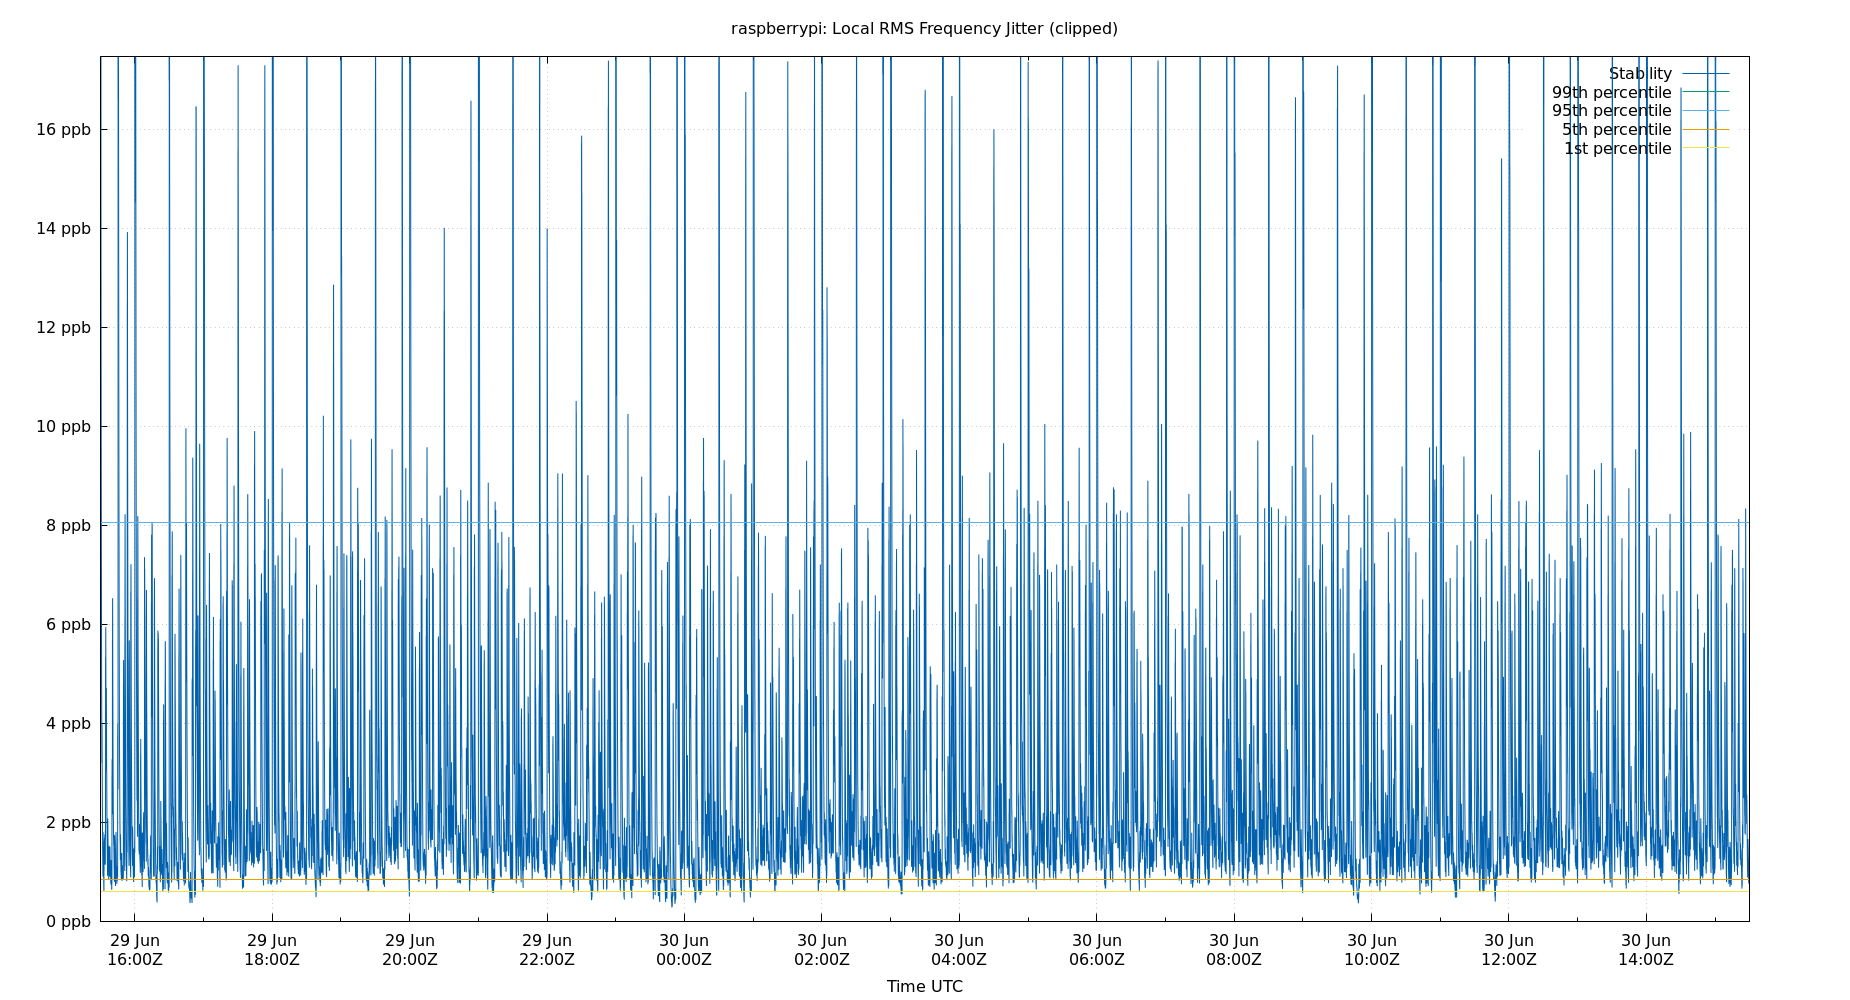 raspberrypi: Local RMS Frequency Jitter (clipped)
Stability
99th percentile
95th percentile
5th percentile
1st percentile
16 ppb
14 ppb
12 ppb
10 ppb
8 ppb
6 ppb
4 ppb
2 ppb
0 ppb
29 Jun 29 Jun 29 Jun 29 Jun 30 Jun 30 Jun 30 Jun 30 Jun 30 Jun 30 Jun 30 Jun 30 Jun
16:00Z 18:00Z 20:00Z 22:00Z 00:00Z 02:00Z 04:00Z 06:00Z 08:00Z 10:00Z 12:00Z 14:00Z
Time UTC